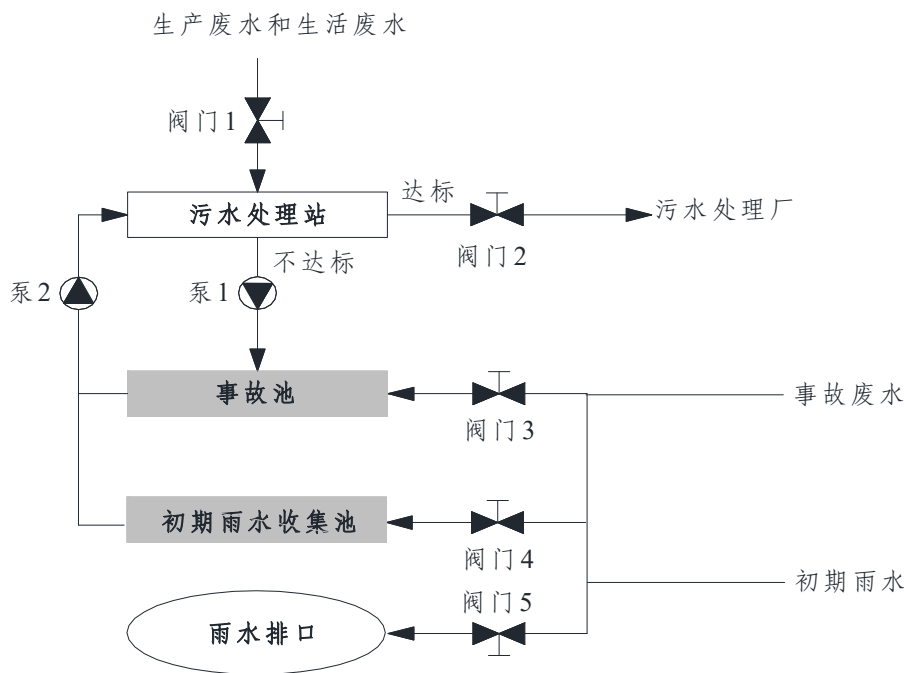 生产废水和生活废水
阀门1
污水处理站
达标
污水处理厂
阀门2
不达标
泵2
泵1
事故池
事故废水
阀门3
初期雨水收集池
阀门4
初期雨水
阀门5
雨水排口